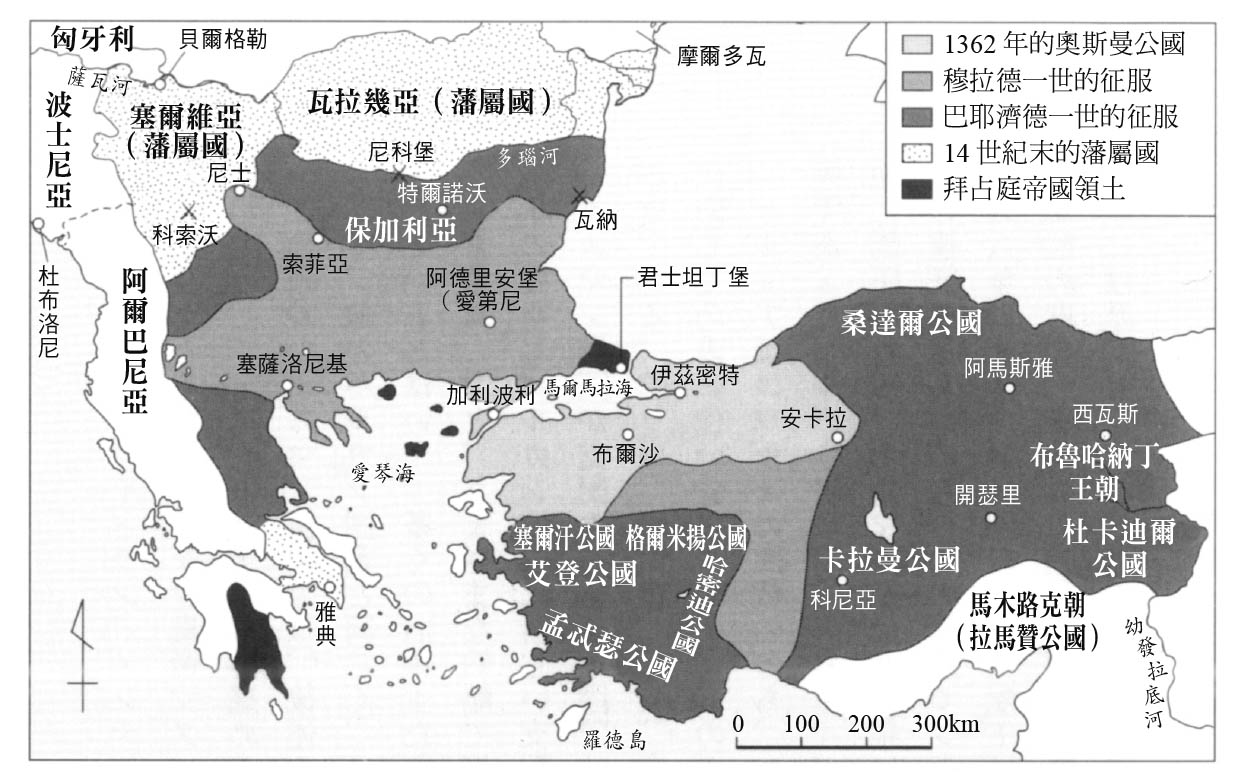 匈牙利
貝爾格勒
摩爾多瓦
薩瓦河
波士尼亞
塞爾維亞
(藩屬國)
瓦拉幾亞(藩屬國)
尼士
尼科堡
多瑙河
特爾諾沃
瓦納
科索沃
保加利亞
索菲亞
杜布洛尼
阿爾巴尼亞
阿德里安堡
(愛第尼
君士坦丁堡
塞薩洛尼基
加利波利
馬爾馬拉海
伊茲密特
桑達爾公國
阿馬斯雅
安卡拉
西瓦斯
布爾沙
布魯哈納丁
王朝
愛琴海
開瑟里
塞爾汗公國
格爾米揚公國
艾登公國
哈密迪公國
卡拉曼公國
杜卡迪爾
公國
科尼亞
雅典
孟忒瑟公國
馬木路克朝
(拉馬贊公國)
幼發拉底河
羅德島
0 100 200 300km
1362 年的奧斯曼公國
穆拉德一世的征服
巴耶濟德一世的征服
14 世紀末的藩屬國
拜占庭帝國領土